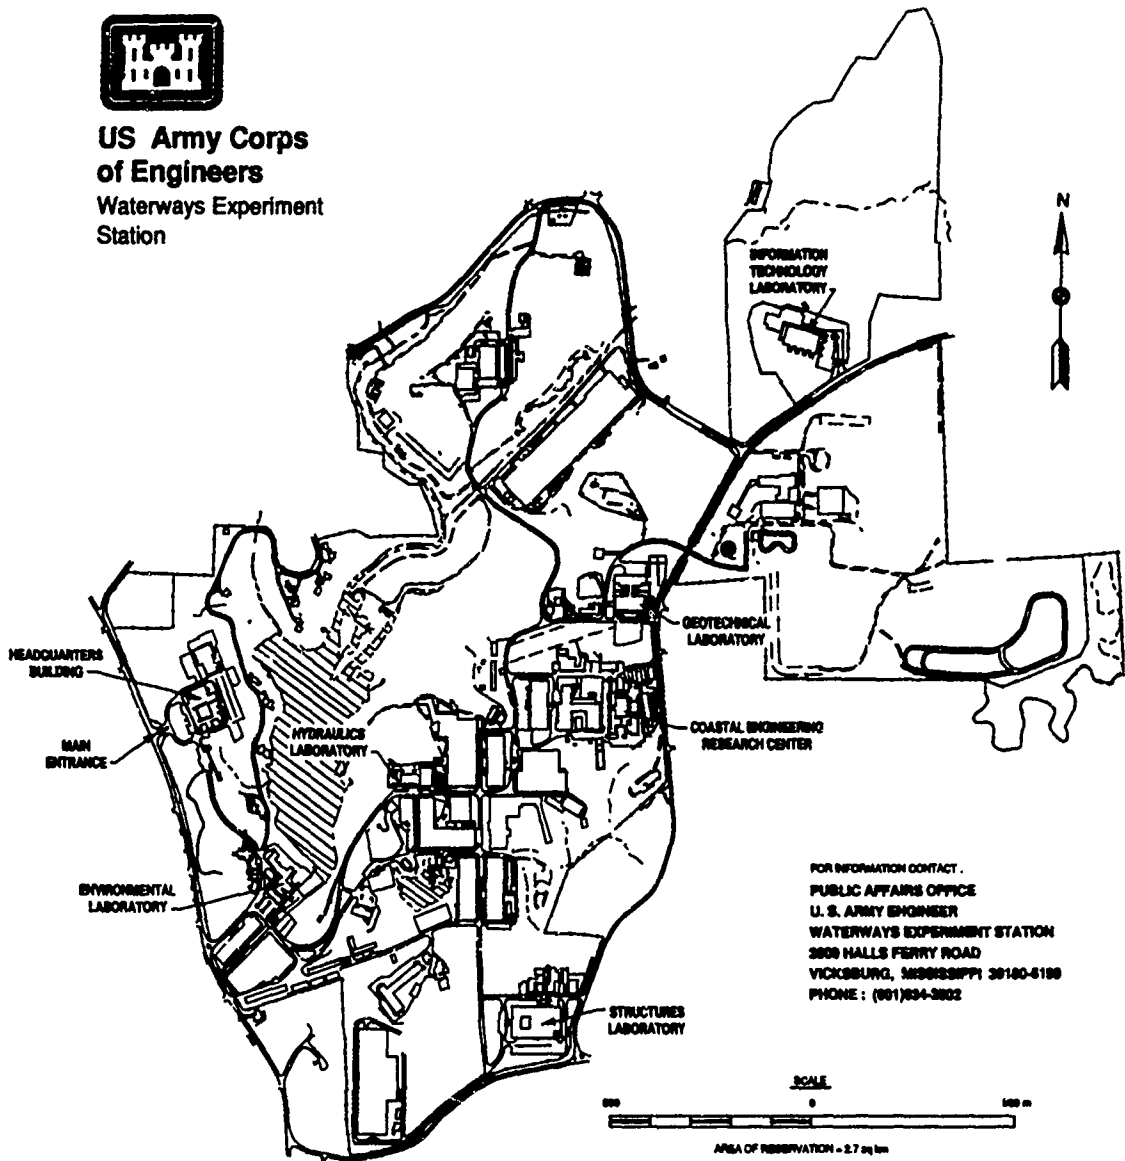 US Army Corps
of Engineers
Waterways Experiment
Station
N
INFORMATION
TECHNOLOGY
LABORATORY
GEOTECHNICAL
LABORATORY
HEADQUARTERS
BUILDING
MAIN
ENTRANCE
HYDRAULICS
LABORATORY
COASTAL ENGINEERING
RESEARCH CENTER
ENVIRONMENTAL
LABORATORY
STRUCTURES
LABORATORY
FOR INFORMATION CONTACT .
PUBLIC AFFAIRS OFFICE
U. S. ARMY ENGINEER
WATERWAYS EXPERIMENT STATION
HALLS FERRY ROAD
VICKSBURG, MISSISSIPPI
PHONE :
SCALE
0
m
AREA OF RESERVATION = 2.7 sq km